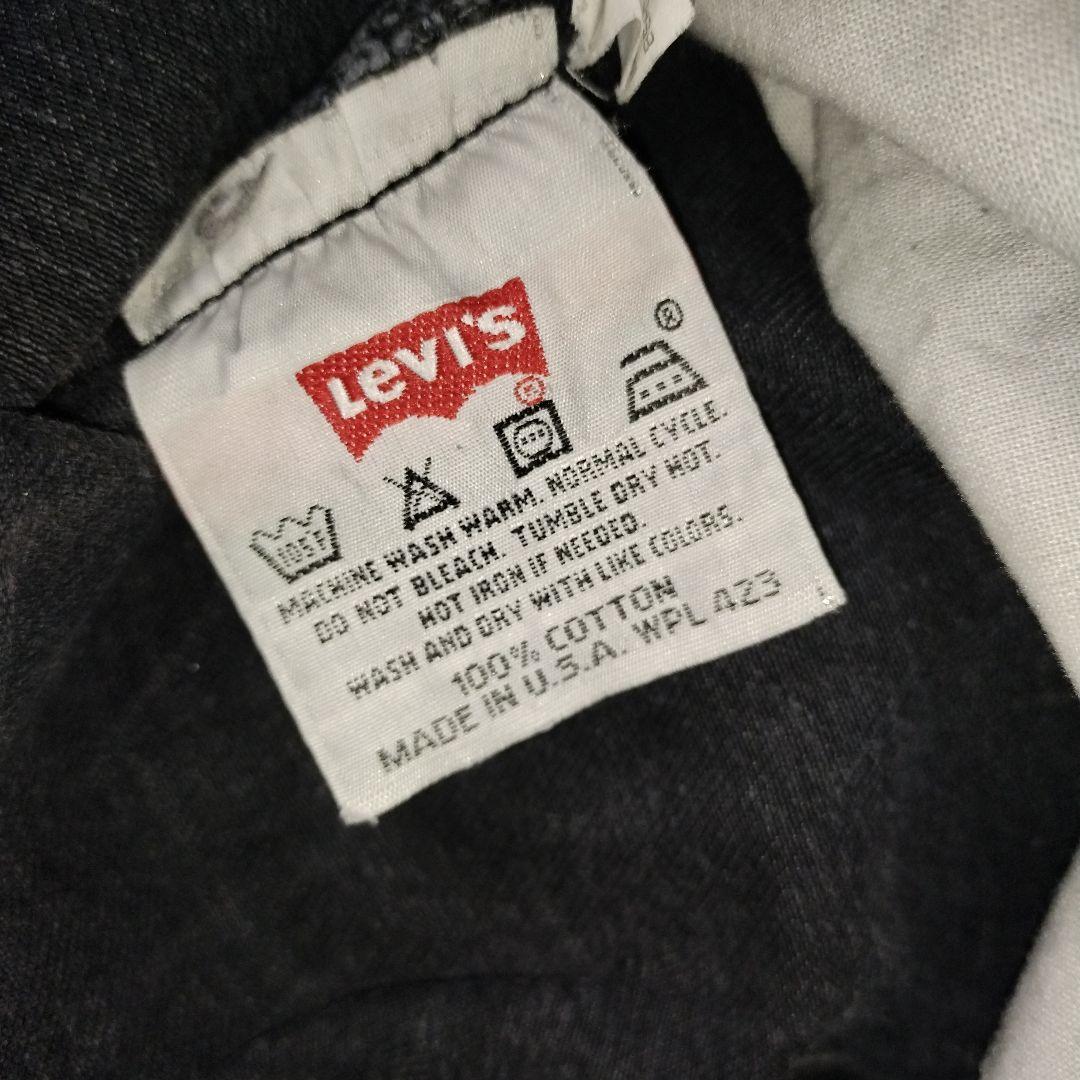 Levi's
®
®
105F
MACHINE WASH WARM. NORMAL CYCLE.
DO NOT BLEACH. TUMBLE DRY HOT.
HOT IRON IF NEEDED.
WASH AND DRY WITH LIKE COLORS.
100% COTTON
MADE IN U.S.A. WPL 423